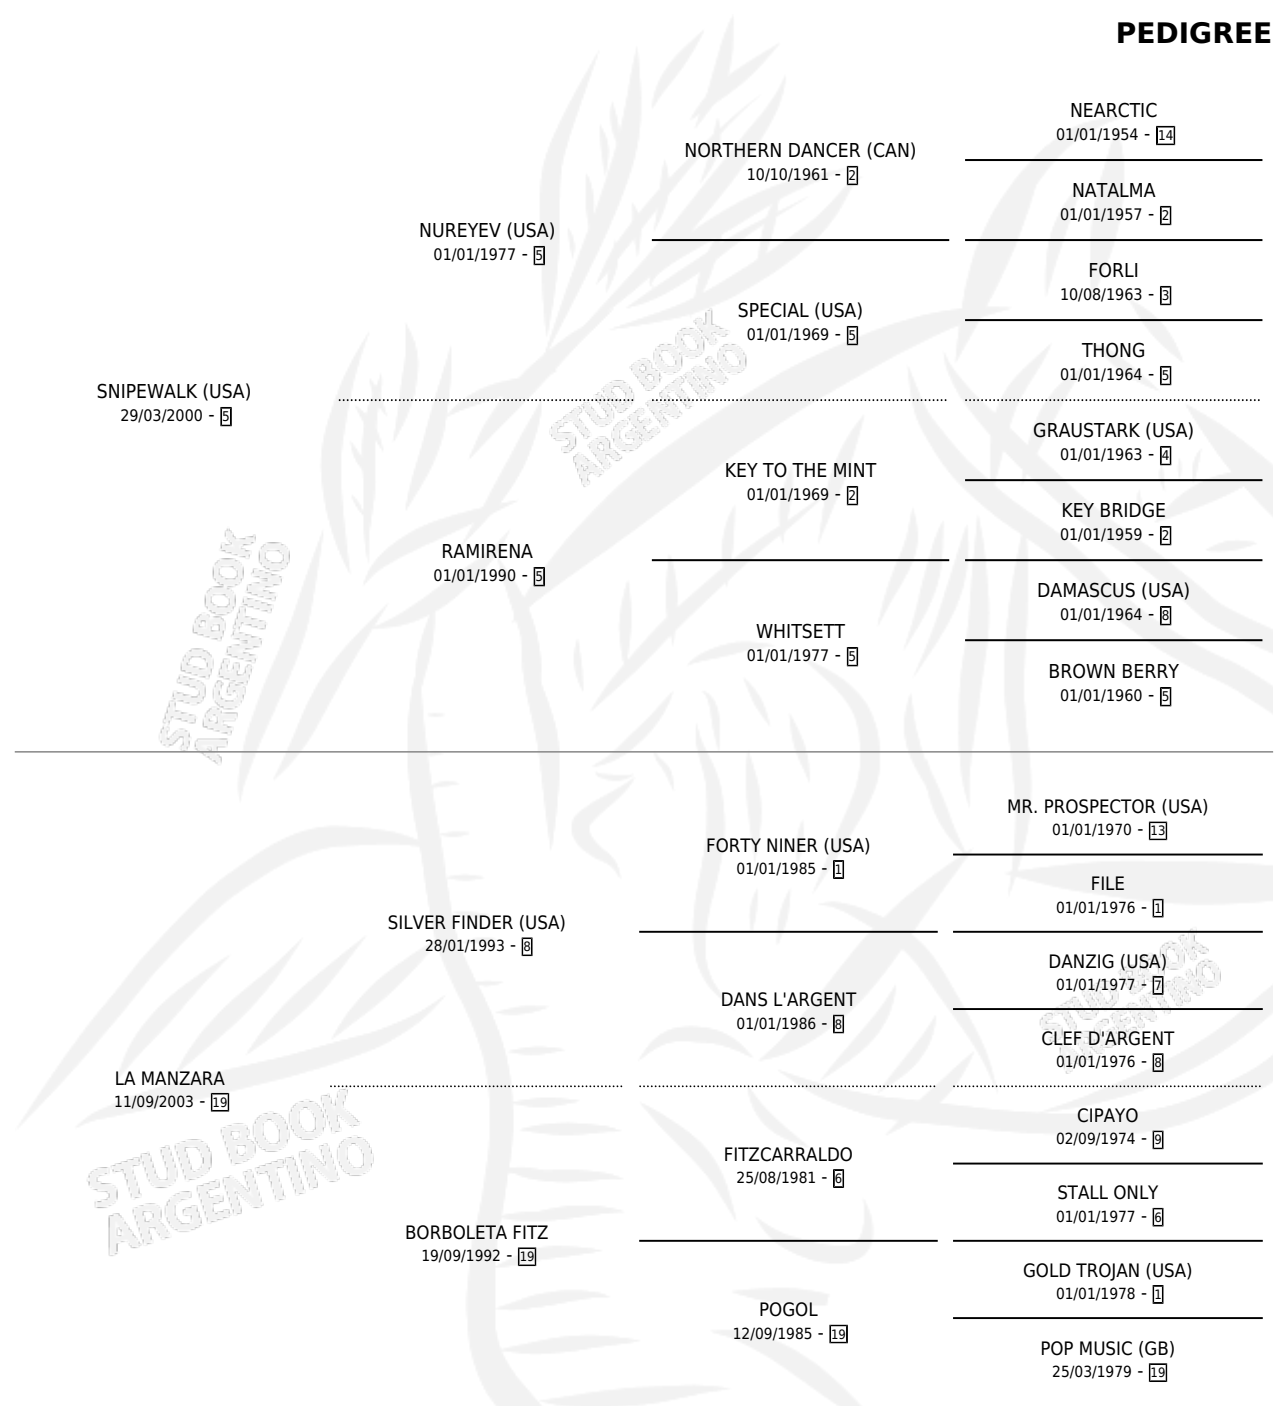 PEDIGREE
NEARCTIC
01/01/1954 - 14
NORTHERN DANCER (CAN)
10/10/1961 - 2
NATALMA
01/01/1957 - 2
NUREYEV (USA)
01/01/1977 - 5
FORLI
10/08/1963 - 3
SPECIAL (USA)
01/01/1969 - 5
THONG
01/01/1964 - 5
SNIPEWALK (USA)
29/03/2000 - 5
GRAUSTARK (USA)
01/01/1963 - 4
KEY TO THE MINT
01/01/1969 - 2
KEY BRIDGE
01/01/1959 - 2
RAMIRENA
01/01/1990 - 5
DAMASCUS (USA)
01/01/1964 - 8
WHITSETT
01/01/1977 - 5
BROWN BERRY
01/01/1960 - 5
MR. PROSPECTOR (USA)
01/01/1970 - 13
FORTY NINER (USA)
01/01/1985 - 1
FILE
01/01/1976 - 1
SILVER FINDER (USA)
28/01/1993 - 8
DANZIG (USA)
01/01/1977 - 7
DANS L'ARGENT
01/01/1986 - 8
CLEF D'ARGENT
01/01/1976 - 8
LA MANZARA
11/09/2003 - 19
CIPAYO
02/09/1974 - 9
FITZCARRALDO
25/08/1981 - 6
STALL ONLY
01/01/1977 - 6
BORBOLETA FITZ
19/09/1992 - 19
GOLD TROJAN (USA)
01/01/1978 - 1
POGOL
12/09/1985 - 19
POP MUSIC (GB)
25/03/1979 - 19
STUD BOOK
ARGENTINO
STUD BOOK
ARGENTINO
STUD BOOK
ARGENTINO
STUD BOOK
ARGENTINO